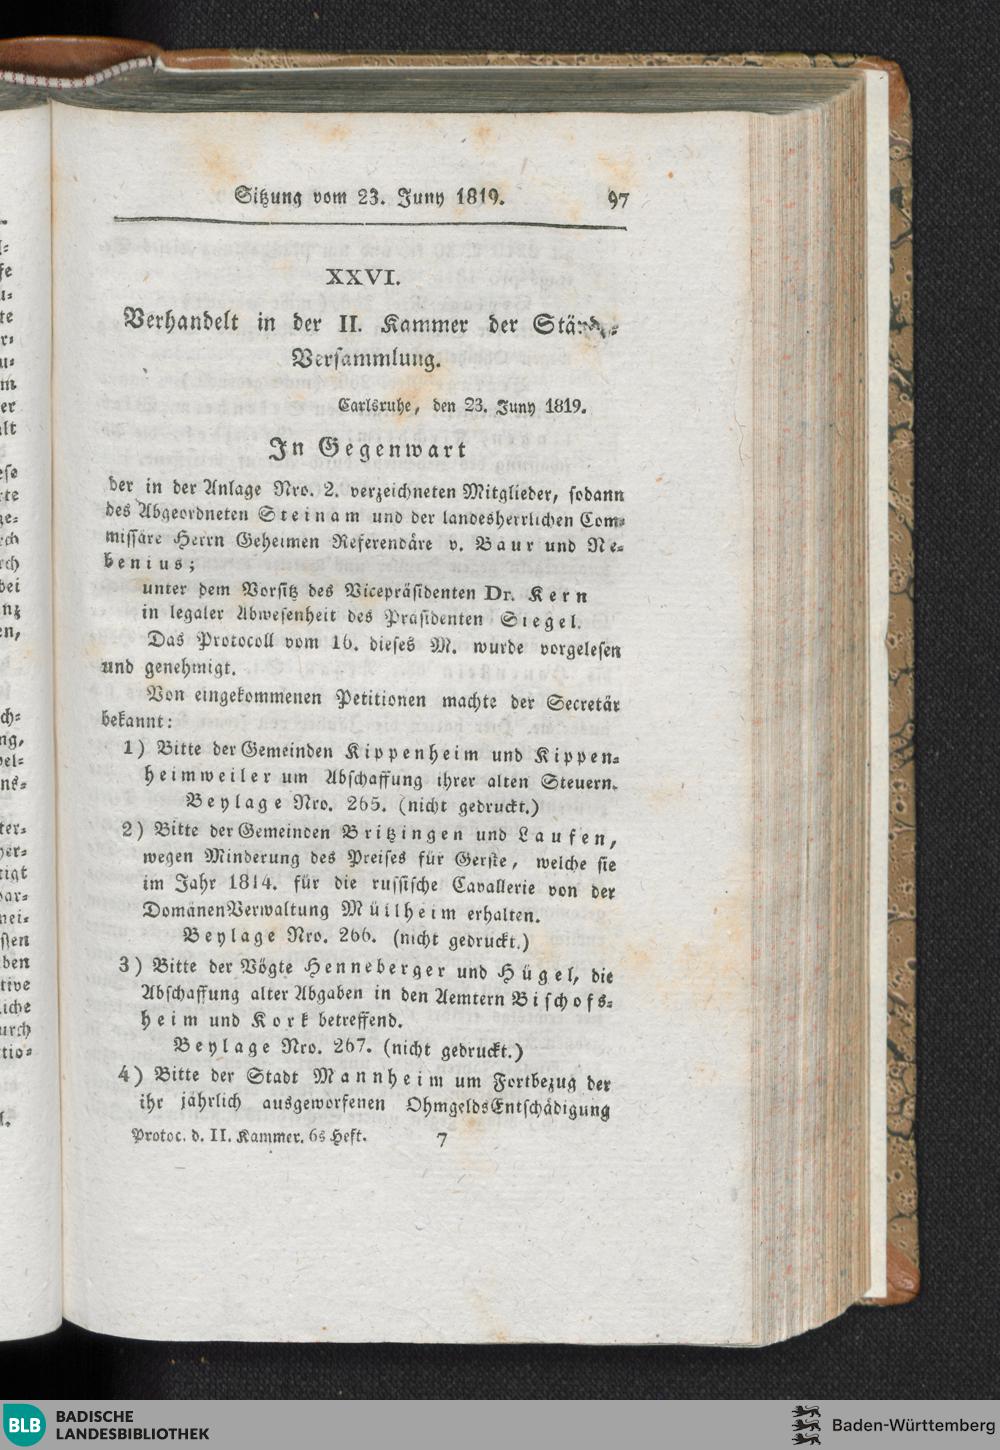 Sitzung vom 23. Juny 1819. 97
XXVI.
Verhandelt in der II. Kammer der Stände-
Versammlung.
Carlsruhe, den 23. Juny 1819.
In Gegenwart
der in der Anlage Nro. 2. verzeichneten Mitglieder, sodann
des Abgeordneten Steinam und der landesherrlichen Com-
missäre Herrn Geheimen Referendäre v. Baur und Ne-
benius;
unter dem Vorsitz des Vicepräsidenten Dr. Kern
in legaler Abwesenheit des Präsidenten Siegel.
Das Protocoll vom 16. dieses M. wurde vorgelesen
und genehmigt.
Von eingekommenen Petitionen machte der Secretär
bekannt:
1) Bitte der Gemeinden Kippenheim und Kippen-
heimweiler um Abschaffung ihrer alten Steuern.
Beylage Nro. 265. (nicht gedruckt.)
2) Bitte der Gemeinden Britzingen und Laufen,
wegen Minderung des Preises für Gerste, welche sie
im Jahr 1814. für die russische Cavallerie von der
DomänenVerwaltung Müllheim erhalten.
Beylage Nro. 266. (nicht gedruckt.)
3) Bitte der Vögte Henneberger und Hügel, die
Abschaffung alter Abgaben in den Aemtern Bischofs-
heim und Kork betreffend.
Beylage Nro. 267. (nicht gedruckt.)
4) Bitte der Stadt Mannheim um Fortbezug der
ihr jährlich ausgeworfenen OhmgeldsEntschädigung
Protoc. d. II. Kammer. 6s Heft. 7
BLB BADISCHE
LANDESBIBLIOTHEK
Baden-Württemberg